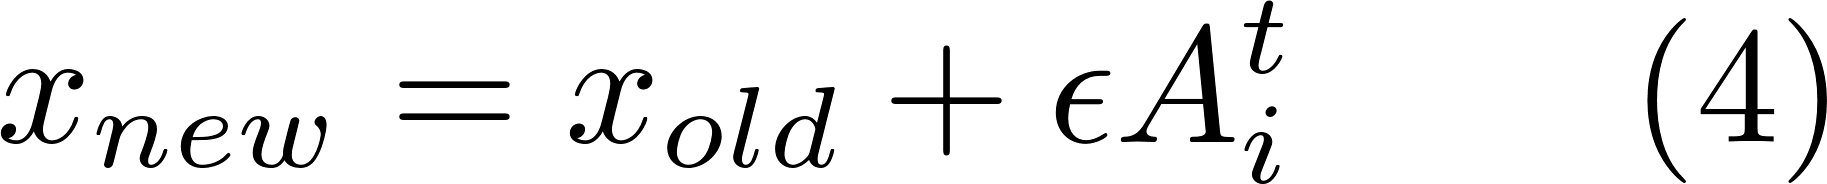 x_{new} = x_{old} + \epsilon A_i^t (4)